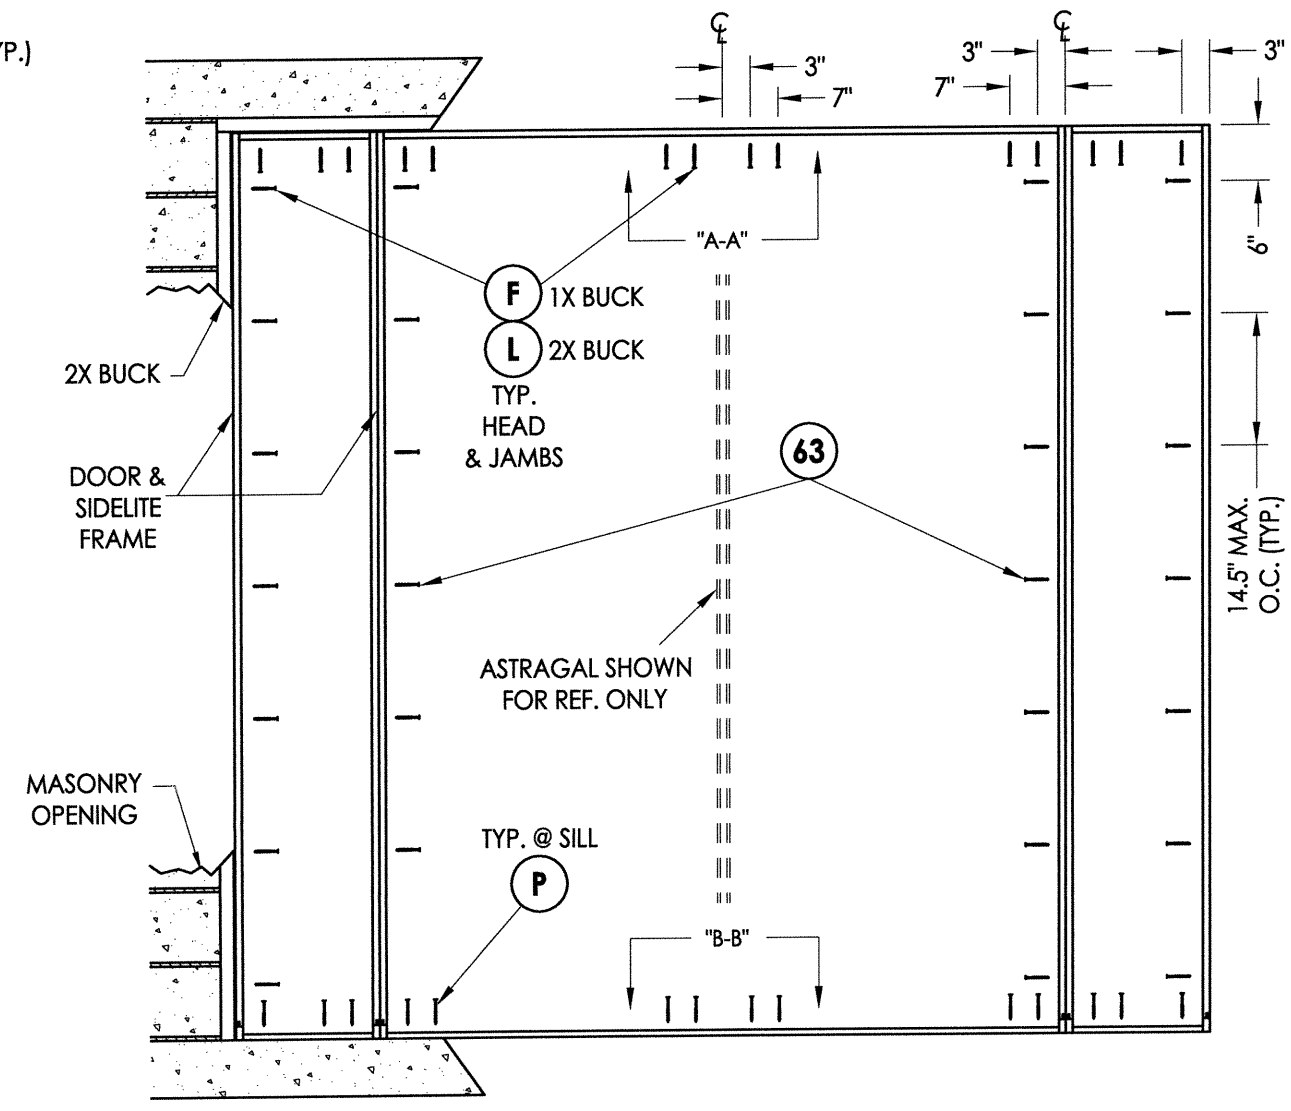 YP.)
℄
℄
3"
3"
3"
7"
7"
"A-A"
6"
F 1X BUCK
L 2X BUCK
TYP.
HEAD
& JAMBS
2X BUCK
63
DOOR &
SIDELITE
FRAME
14.5" MAX.
O.C. (TYP.)
ASTRAGAL SHOWN
FOR REF. ONLY
MASONRY
OPENING
TYP. @ SILL
P
"B-B"